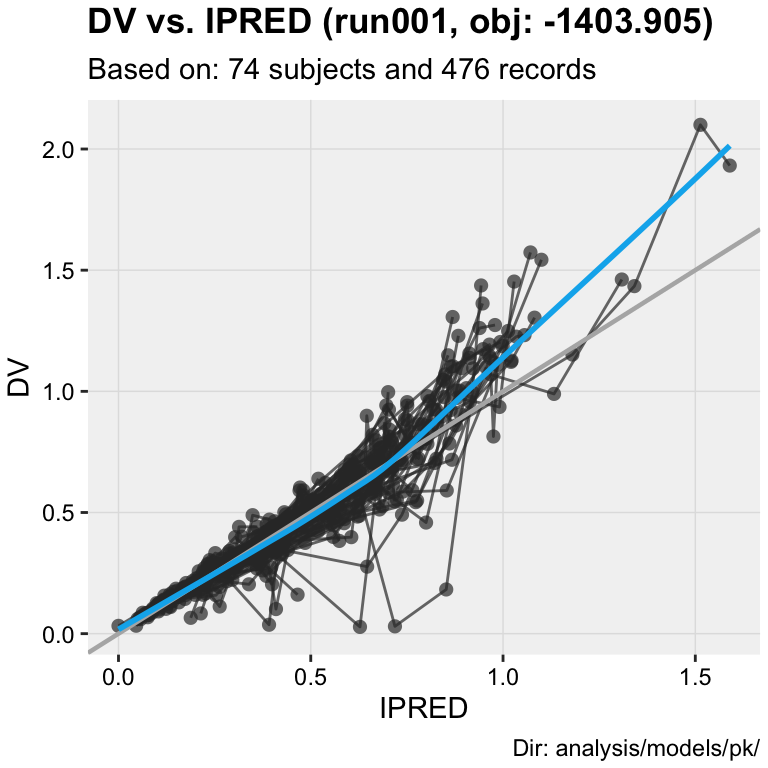 DV vs. IPRED (run001, obj: -1403.905)
Based on: 74 subjects and 476 records
2.0
1.5
1.0
0.5
0.0
DV
0.0 0.5 1.0 1.5
IPRED
Dir: analysis/models/pk/